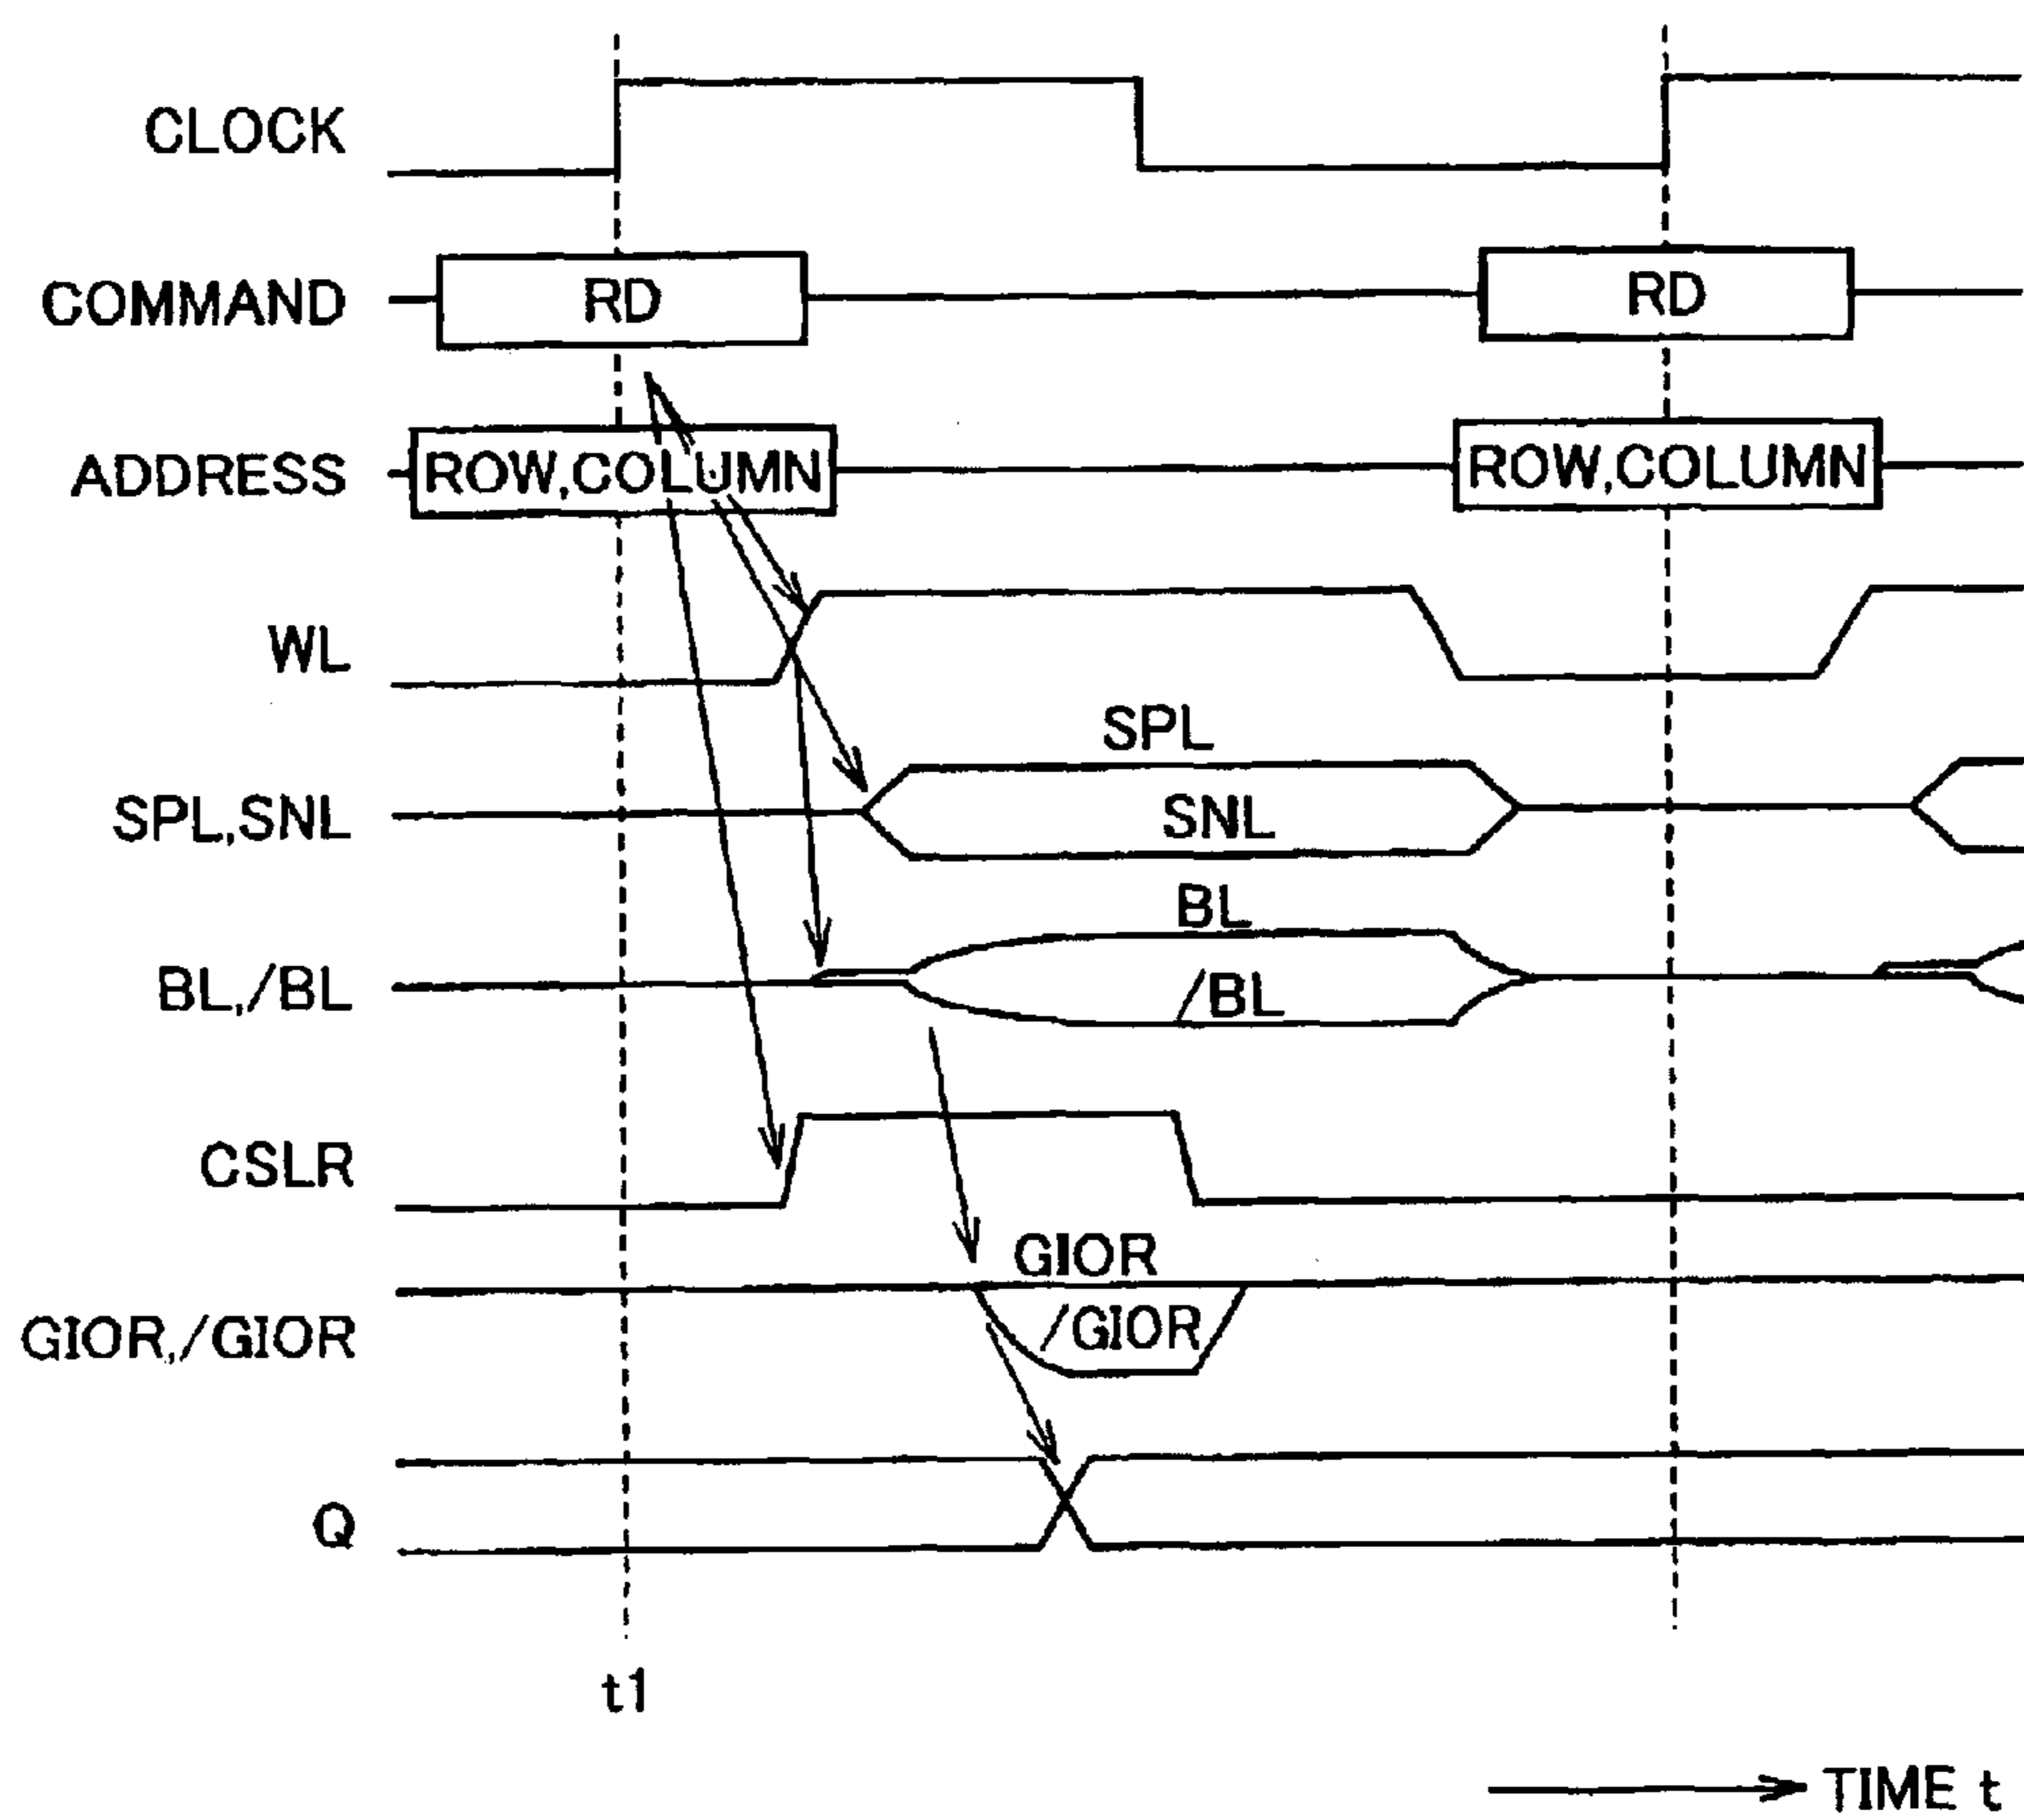 CLOCK
COMMAND RD RD
ADDRESS ROW,COLUMN ROW,COLUMN
WL
SPL
SPL,SNL SNL
BL
BL,/BL /BL
CSLR
GIOR
GIOR,/GIOR /GIOR
Q
t1
TIME t